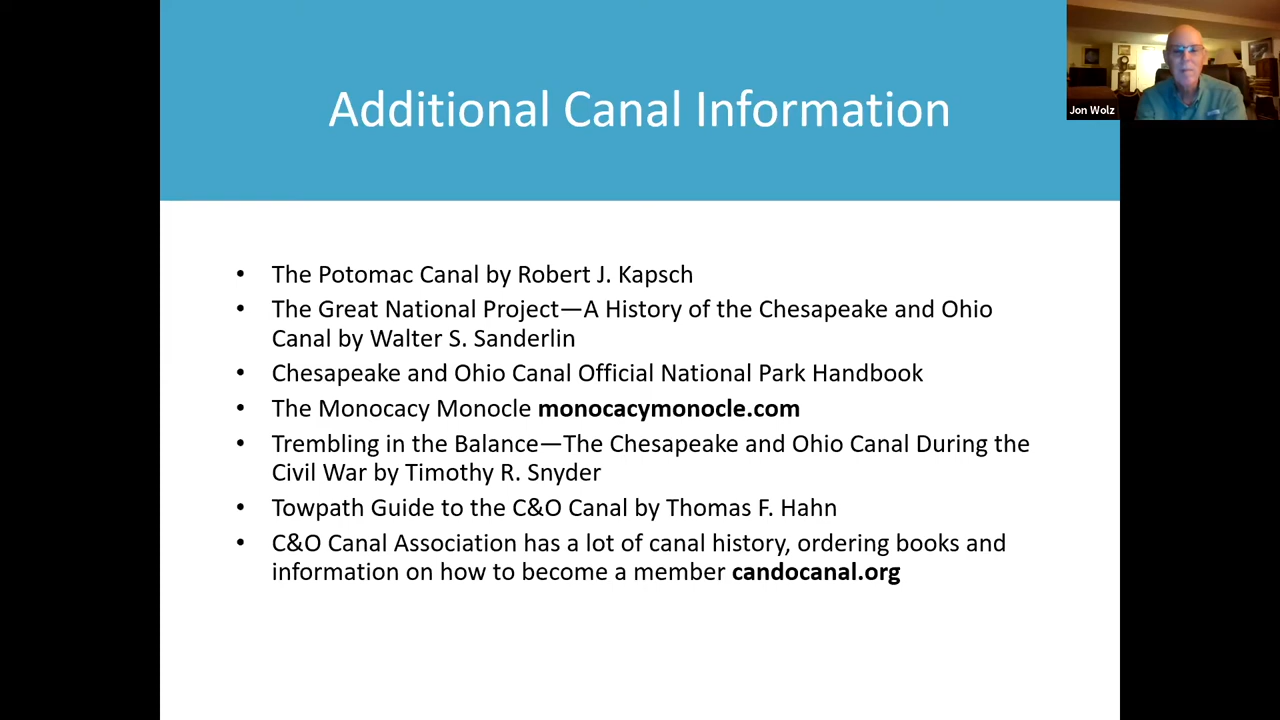 Additional Canal Information
Jon Wolz
• The Potomac Canal by Robert J. Kapsch
• The Great National Project—A History of the Chesapeake and Ohio
Canal by Walter S. Sanderlin
• Chesapeake and Ohio Canal Official National Park Handbook
• The Monocacy Monocle monocacymonocle.com
• Trembling in the Balance—The Chesapeake and Ohio Canal During the
Civil War by Timothy R. Snyder
• Towpath Guide to the C&O Canal by Thomas F. Hahn
• C&O Canal Association has a lot of canal history, ordering books and
information on how to become a member candocanal.org